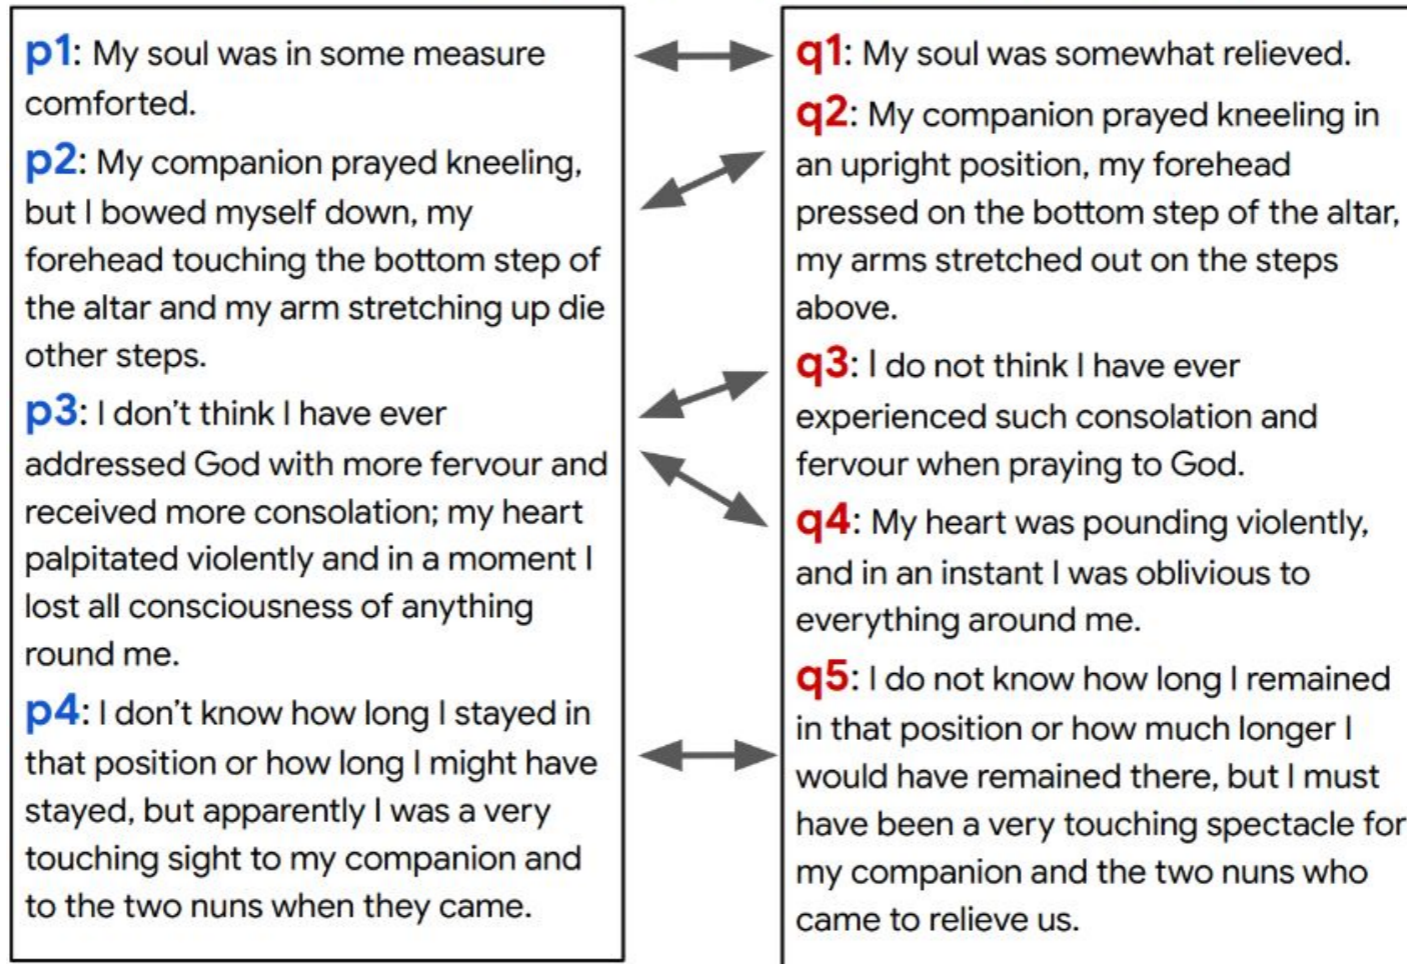 p1: My soul was in some measure
comforted.
p2: My companion prayed kneeling,
but I bowed myself down, my
forehead touching the bottom step of
the altar and my arm stretching up die
other steps.
p3: I don't think I have ever
addressed God with more fervour and
received more consolation; my heart
palpitated violently and in a moment I
lost all consciousness of anything
round me.
p4: I don't know how long I stayed in
that position or how long I might have
stayed, but apparently I was a very
touching sight to my companion and
to the two nuns when they came.
q1: My soul was somewhat relieved.
q2: My companion prayed kneeling in
an upright position, my forehead
pressed on the bottom step of the altar,
my arms stretched out on the steps
above.
q3: I do not think I have ever
experienced such consolation and
fervour when praying to God.
q4: My heart was pounding violently,
and in an instant I was oblivious to
everything around me.
q5: I do not know how long I remained
in that position or how much longer I
would have remained there, but I must
have been a very touching spectacle for
my companion and the two nuns who
came to relieve us.